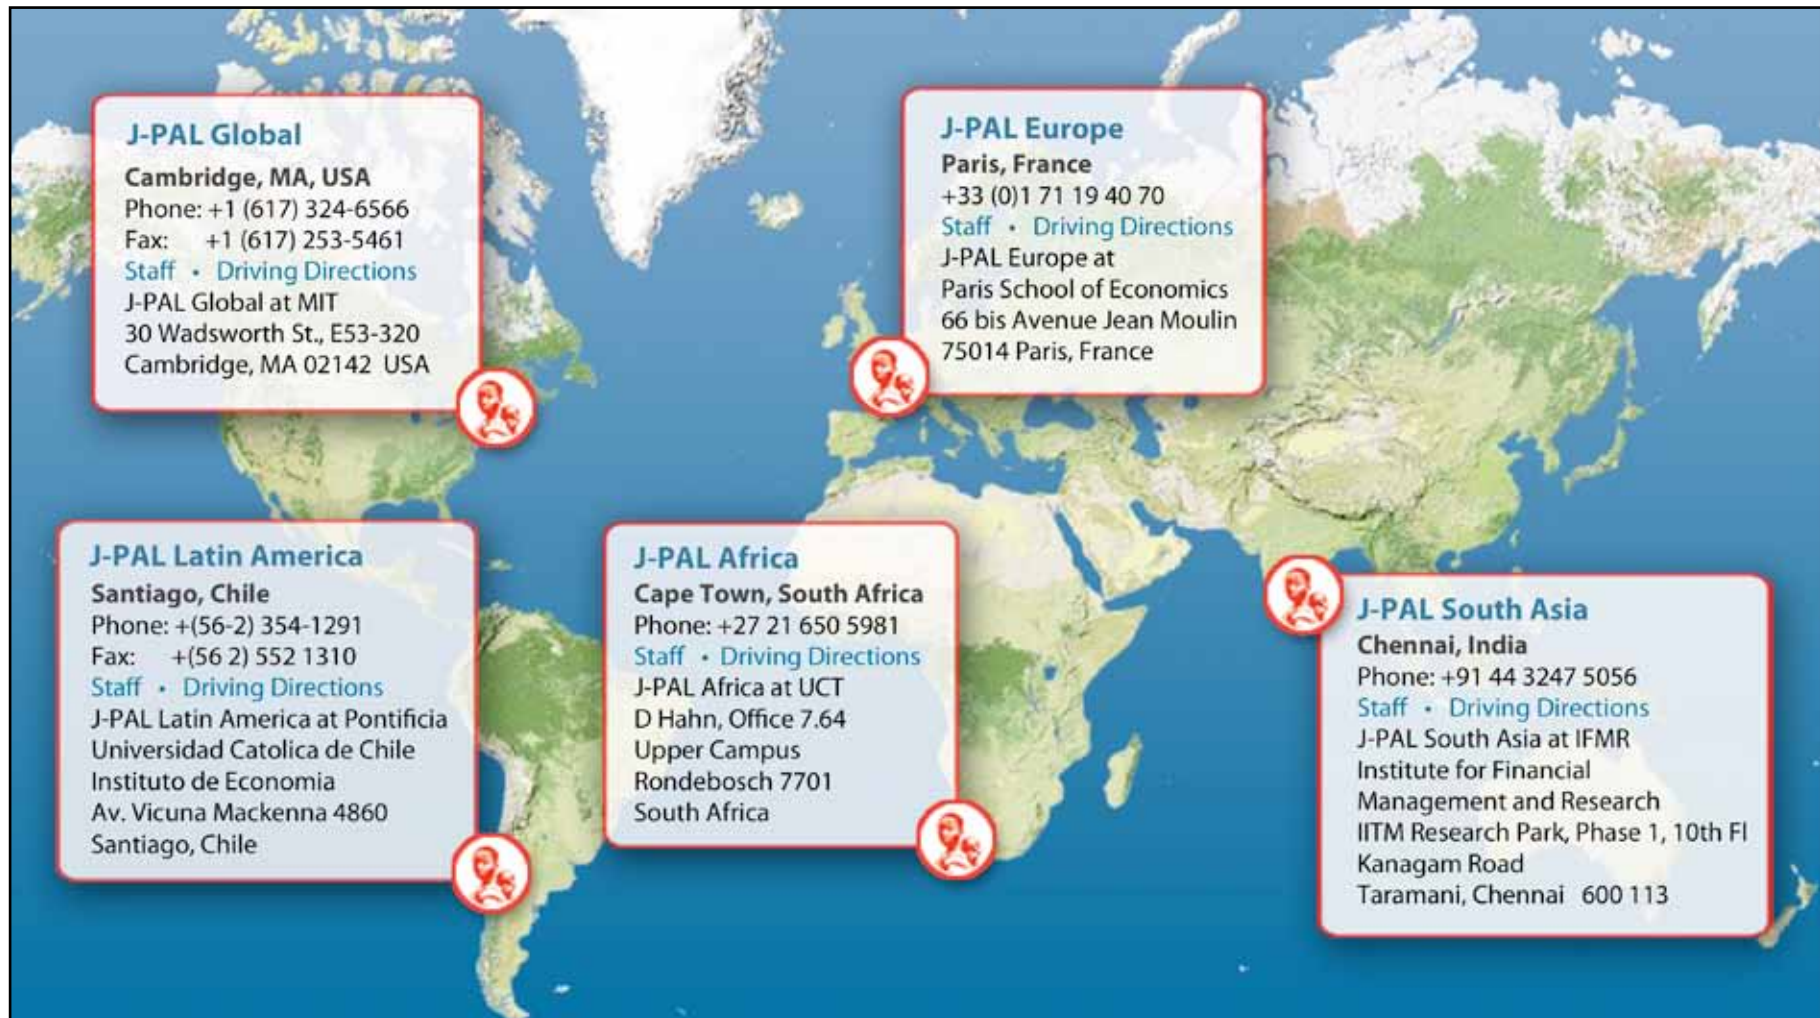 J-PAL Global
Cambridge, MA, USA
Phone: +1 (617) 324-6566
Fax: +1 (617) 253-5461
Staff • Driving Directions
J-PAL Global at MIT
30 Wadsworth St., E53-320
Cambridge, MA 02142 USA
J-PAL Europe
Paris, France
+33 (0)1 71 19 40 70
Staff • Driving Directions
J-PAL Europe at
Paris School of Economics
66 bis Avenue Jean Moulin
75014 Paris, France
J-PAL Latin America
Santiago, Chile
Phone: +(56-2) 354-1291
Fax: +(56 2) 552 1310
Staff • Driving Directions
J-PAL Latin America at Pontificia
Universidad Catolica de Chile
Instituto de Economia
Av. Vicuna Mackenna 4860
Santiago, Chile
J-PAL Africa
Cape Town, South Africa
Phone: +27 21 650 5981
Staff • Driving Directions
J-PAL Africa at UCT
D Hahn, Office 7.64
Upper Campus
Rondebosch 7701
South Africa
J-PAL South Asia
Chennai, India
Phone: +91 44 3247 5056
Staff • Driving Directions
J-PAL South Asia at IFMR
Institute for Financial
Management and Research
IITM Research Park, Phase 1, 10th Fl
Kanagam Road
Taramani, Chennai 600 113